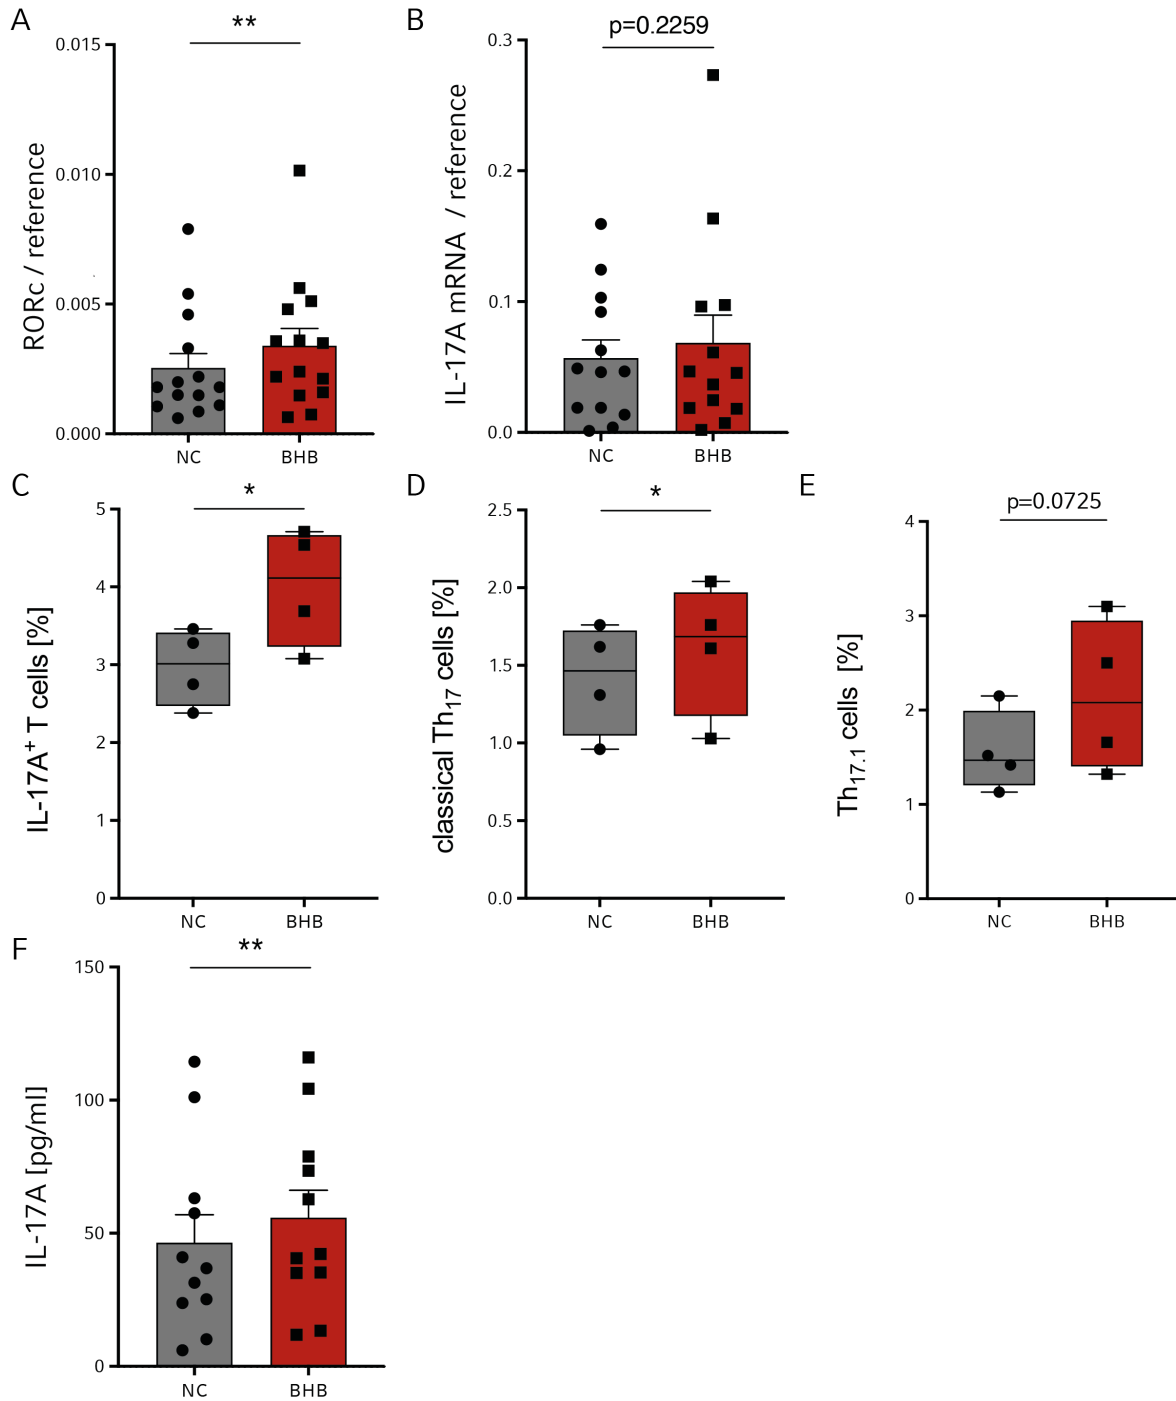 A
**
0.015
0.010
0.005
0.000
RORc / reference
NC
BHB
B
p=0.2259
0.3
0.2
0.1
0.0
IL-17A mRNA / reference
NC
BHB
C
*
5
4
3
2
1
0
IL-17A+ T cells [%]
NC
BHB
D
*
2.5
2.0
1.5
1.0
0.5
0.0
classical Th17 cells [%]
NC
BHB
E
p=0.0725
4
3
2
1
0
Th17.1 cells [%]
NC
BHB
F
**
150
100
50
0
IL-17A [pg/ml]
NC
BHB